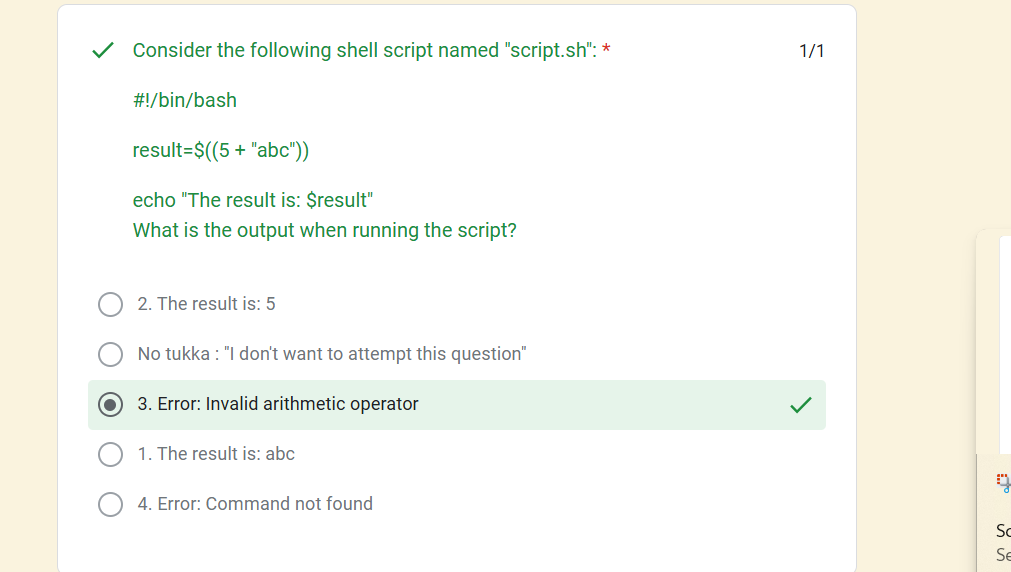 Consider the following shell script named "script.sh": *
1/1
#!/bin/bash
result=$((5 + "abc"))
echo "The result is: $result"
What is the output when running the script?
2. The result is: 5
No tukka : "I don't want to attempt this question"
3. Error: Invalid arithmetic operator
1. The result is: abc
4. Error: Command not found
Se